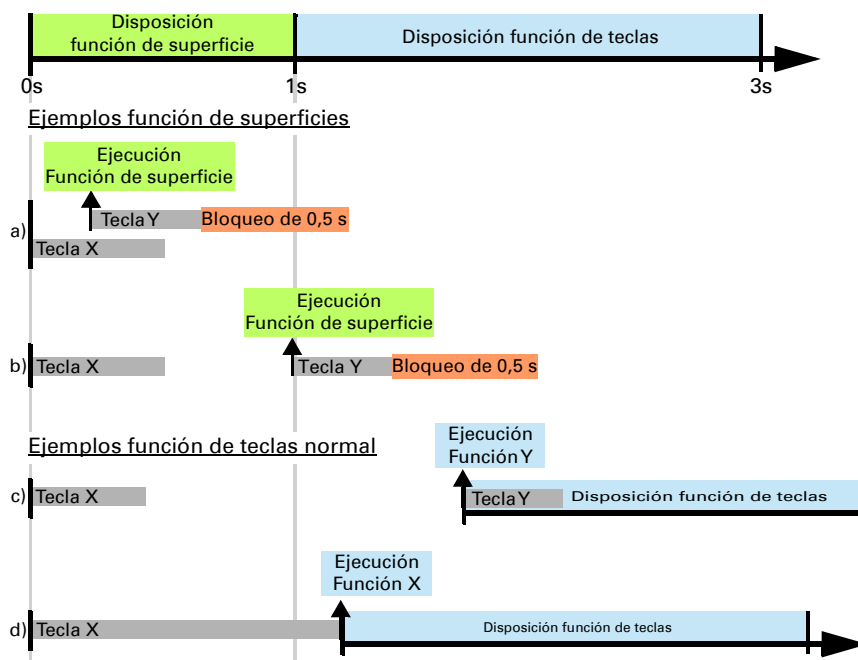 Disposición
función de superficie
Disposición función de teclas
0s
1s
3s
Ejemplos función de superficies
Ejecución
Función de superficie
a)
Tecla Y
Bloqueo de 0,5 s
Tecla X
Ejecución
Función de superficie
b)
Tecla X
Tecla Y
Bloqueo de 0,5 s
Ejemplos función de teclas normal
Ejecución
Función Y
c)
Tecla X
Tecla Y
Disposición función de teclas
Ejecución
Función X
d)
Tecla X
Disposición función de teclas